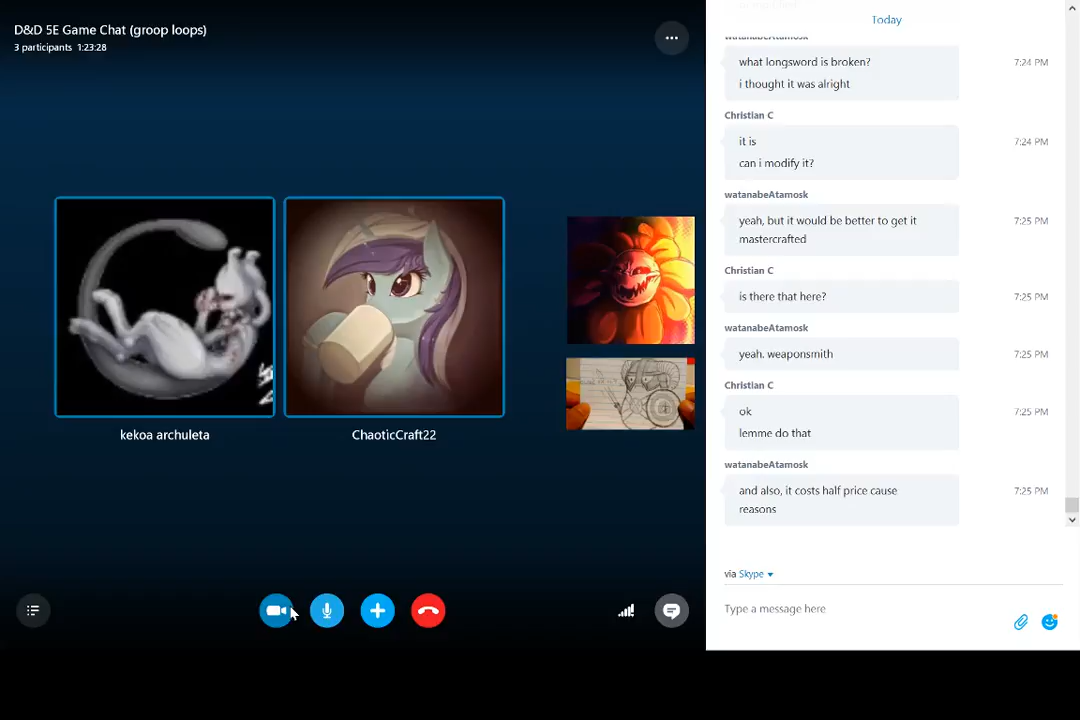 D&D 5E Game Chat (groop loops)
3 participants 1:23:28
kekoa archuleta
ChaoticCraft22
Today
watanabeAtamosk
what longsword is broken?
7:24 PM
i thought it was alright
Christian C
it is
7:24 PM
can i modify it?
watanabeAtamosk
yeah, but it would be better to get it
7:25 PM
mastercrafted
Christian C
is there that here?
7:25 PM
watanabeAtamosk
yeah, weaponsmith
7:25 PM
Christian C
ok
7:25 PM
lemme do that
watanabeAtamosk
and also, it costs half price cause
7:25 PM
reasons
via Skype
Type a message here